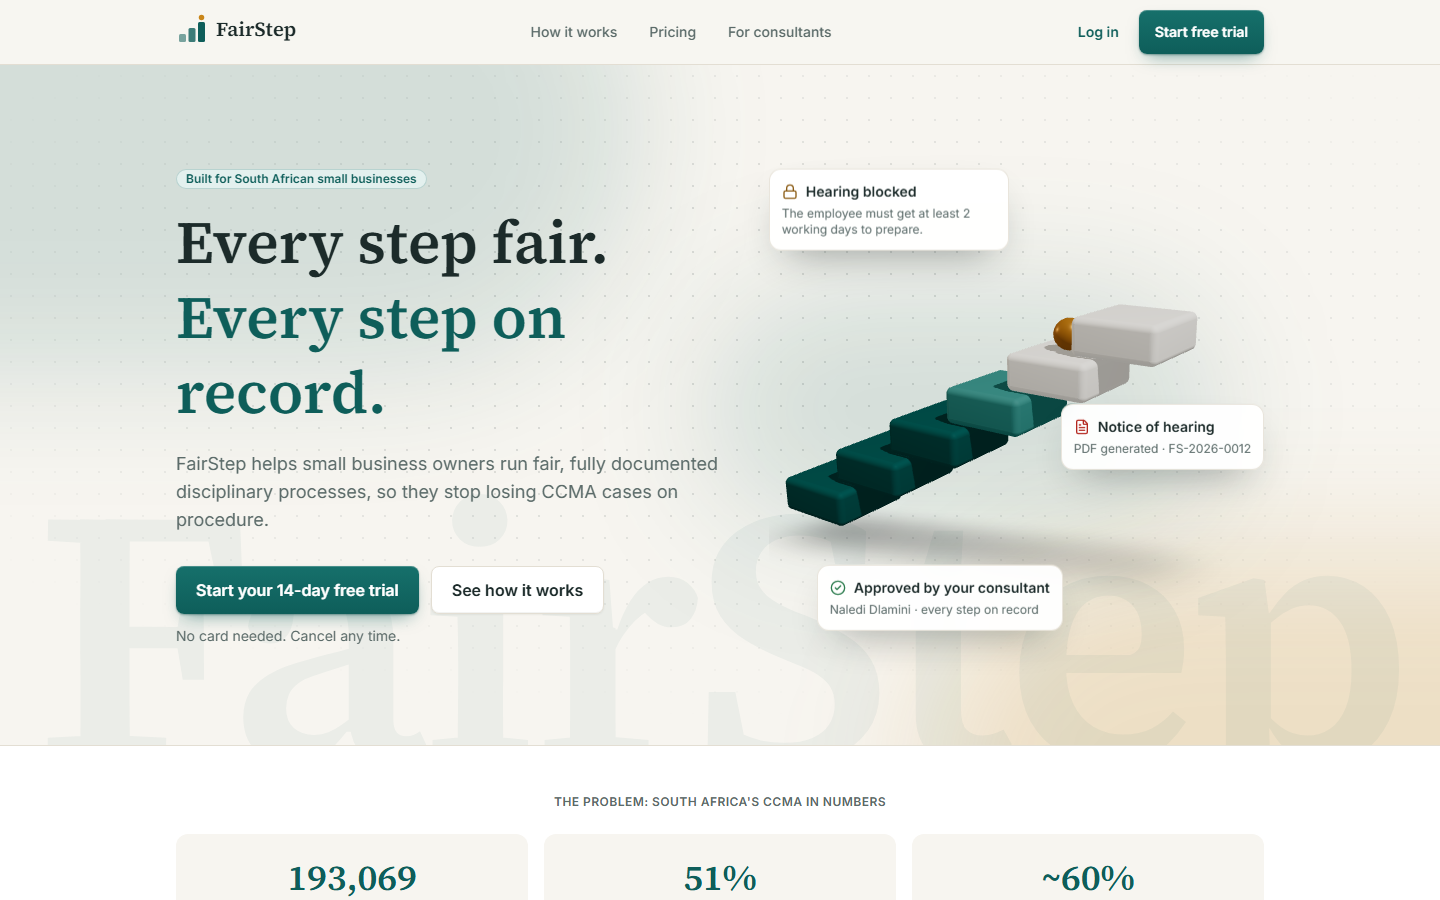 FairStep
How it works
Pricing
For consultants
Log in
Start free trial
Built for South African small businesses
Every step fair.
Every step on
record.
FairStep helps small business owners run fair, fully documented
disciplinary processes, so they stop losing CCMA cases on
procedure.
Start your 14-day free trial
See how it works
No card needed. Cancel any time.
Hearing blocked
The employee must get at least 2
working days to prepare.
Notice of hearing
PDF generated · FS-2026-0012
Approved by your consultant
Naledi Dlamini · every step on record
FairStep
THE PROBLEM: SOUTH AFRICA'S CCMA IN NUMBERS
193,069
51%
~60%